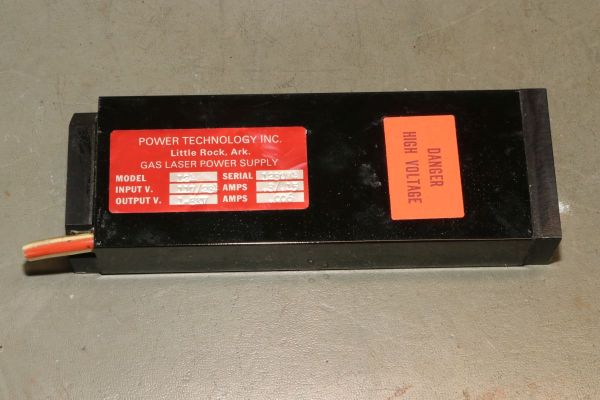 POWER TECHNOLOGY INC.
Little Rock, Ark.
GAS LASER POWER SUPPLY
MODEL SERIAL
INPUT V. AMPS
OUTPUT V. AMPS
DANGER
HIGH VOLTAGE